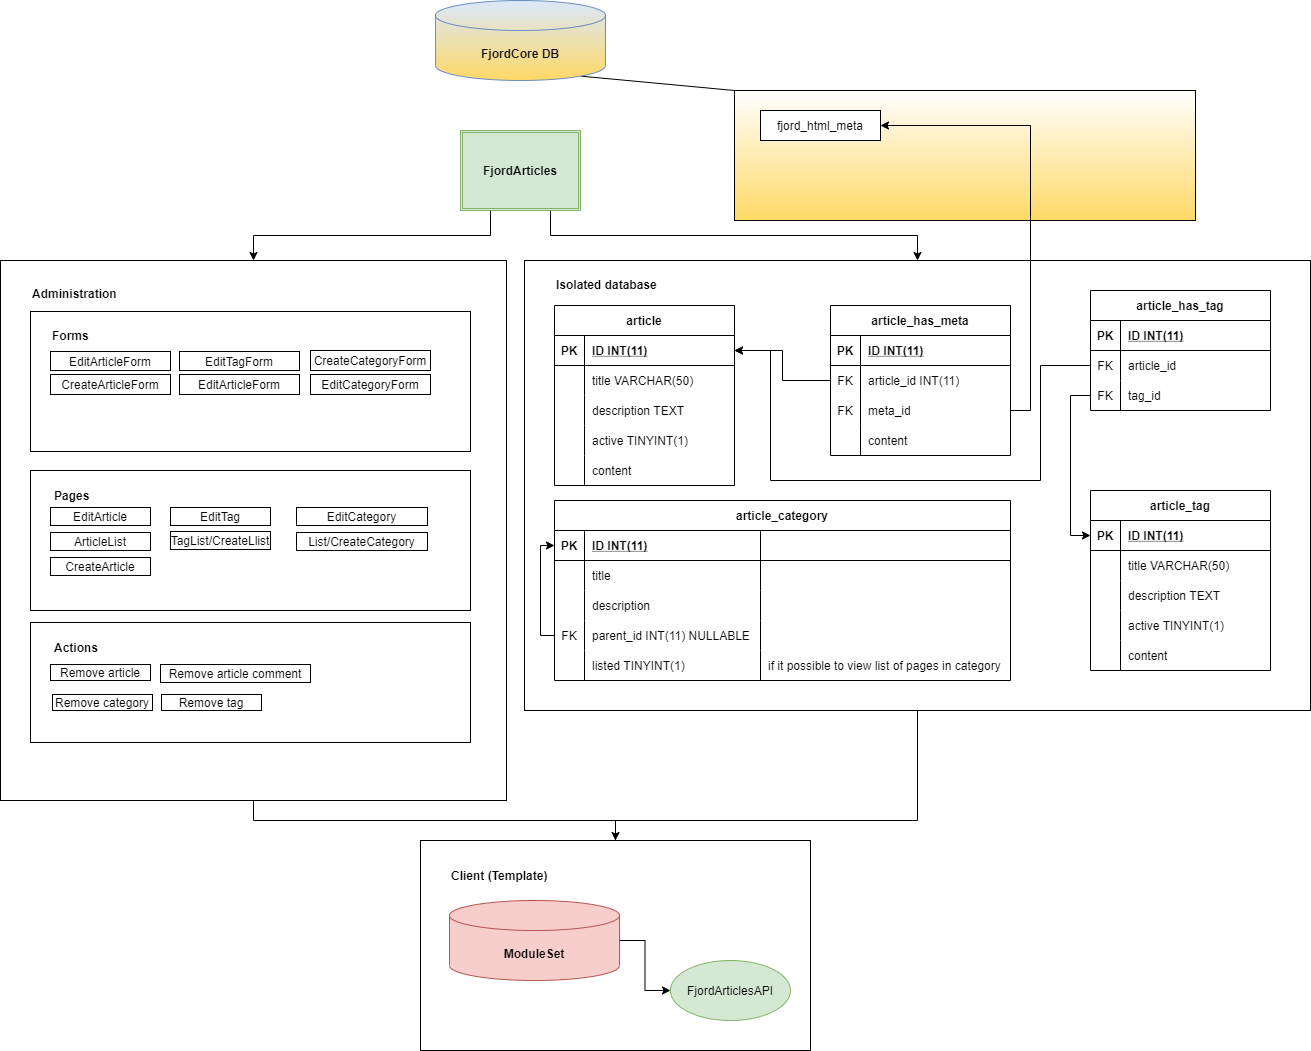 FjordCore DB
fjord_html_meta
FjordArticles
Administration
Forms
EditArticleForm
EditTagForm
CreateCategoryForm
CreateArticleForm
EditArticleForm
EditCategoryForm
Pages
EditArticle
EditTag
EditCategory
ArticleList
TagList/CreateLlist
List/CreateCategory
CreateArticle
Actions
Remove article
Remove article comment
Remove category
Remove tag
Isolated database
article
PK ID INT(11)
title VARCHAR(50)
description TEXT
active TINYINT(1)
content
article_has_meta
PK ID INT(11)
FK article_id INT(11)
FK meta_id
content
article_has_tag
PK ID INT(11)
FK article_id
FK tag_id
article_category
PK ID INT(11)
title
description
FK parent_id INT(11) NULLABLE
listed TINYINT(1) if it possible to view list of pages in category
article_tag
PK ID INT(11)
title VARCHAR(50)
description TEXT
active TINYINT(1)
content
Client (Template)
ModuleSet
FjordArticlesAPI